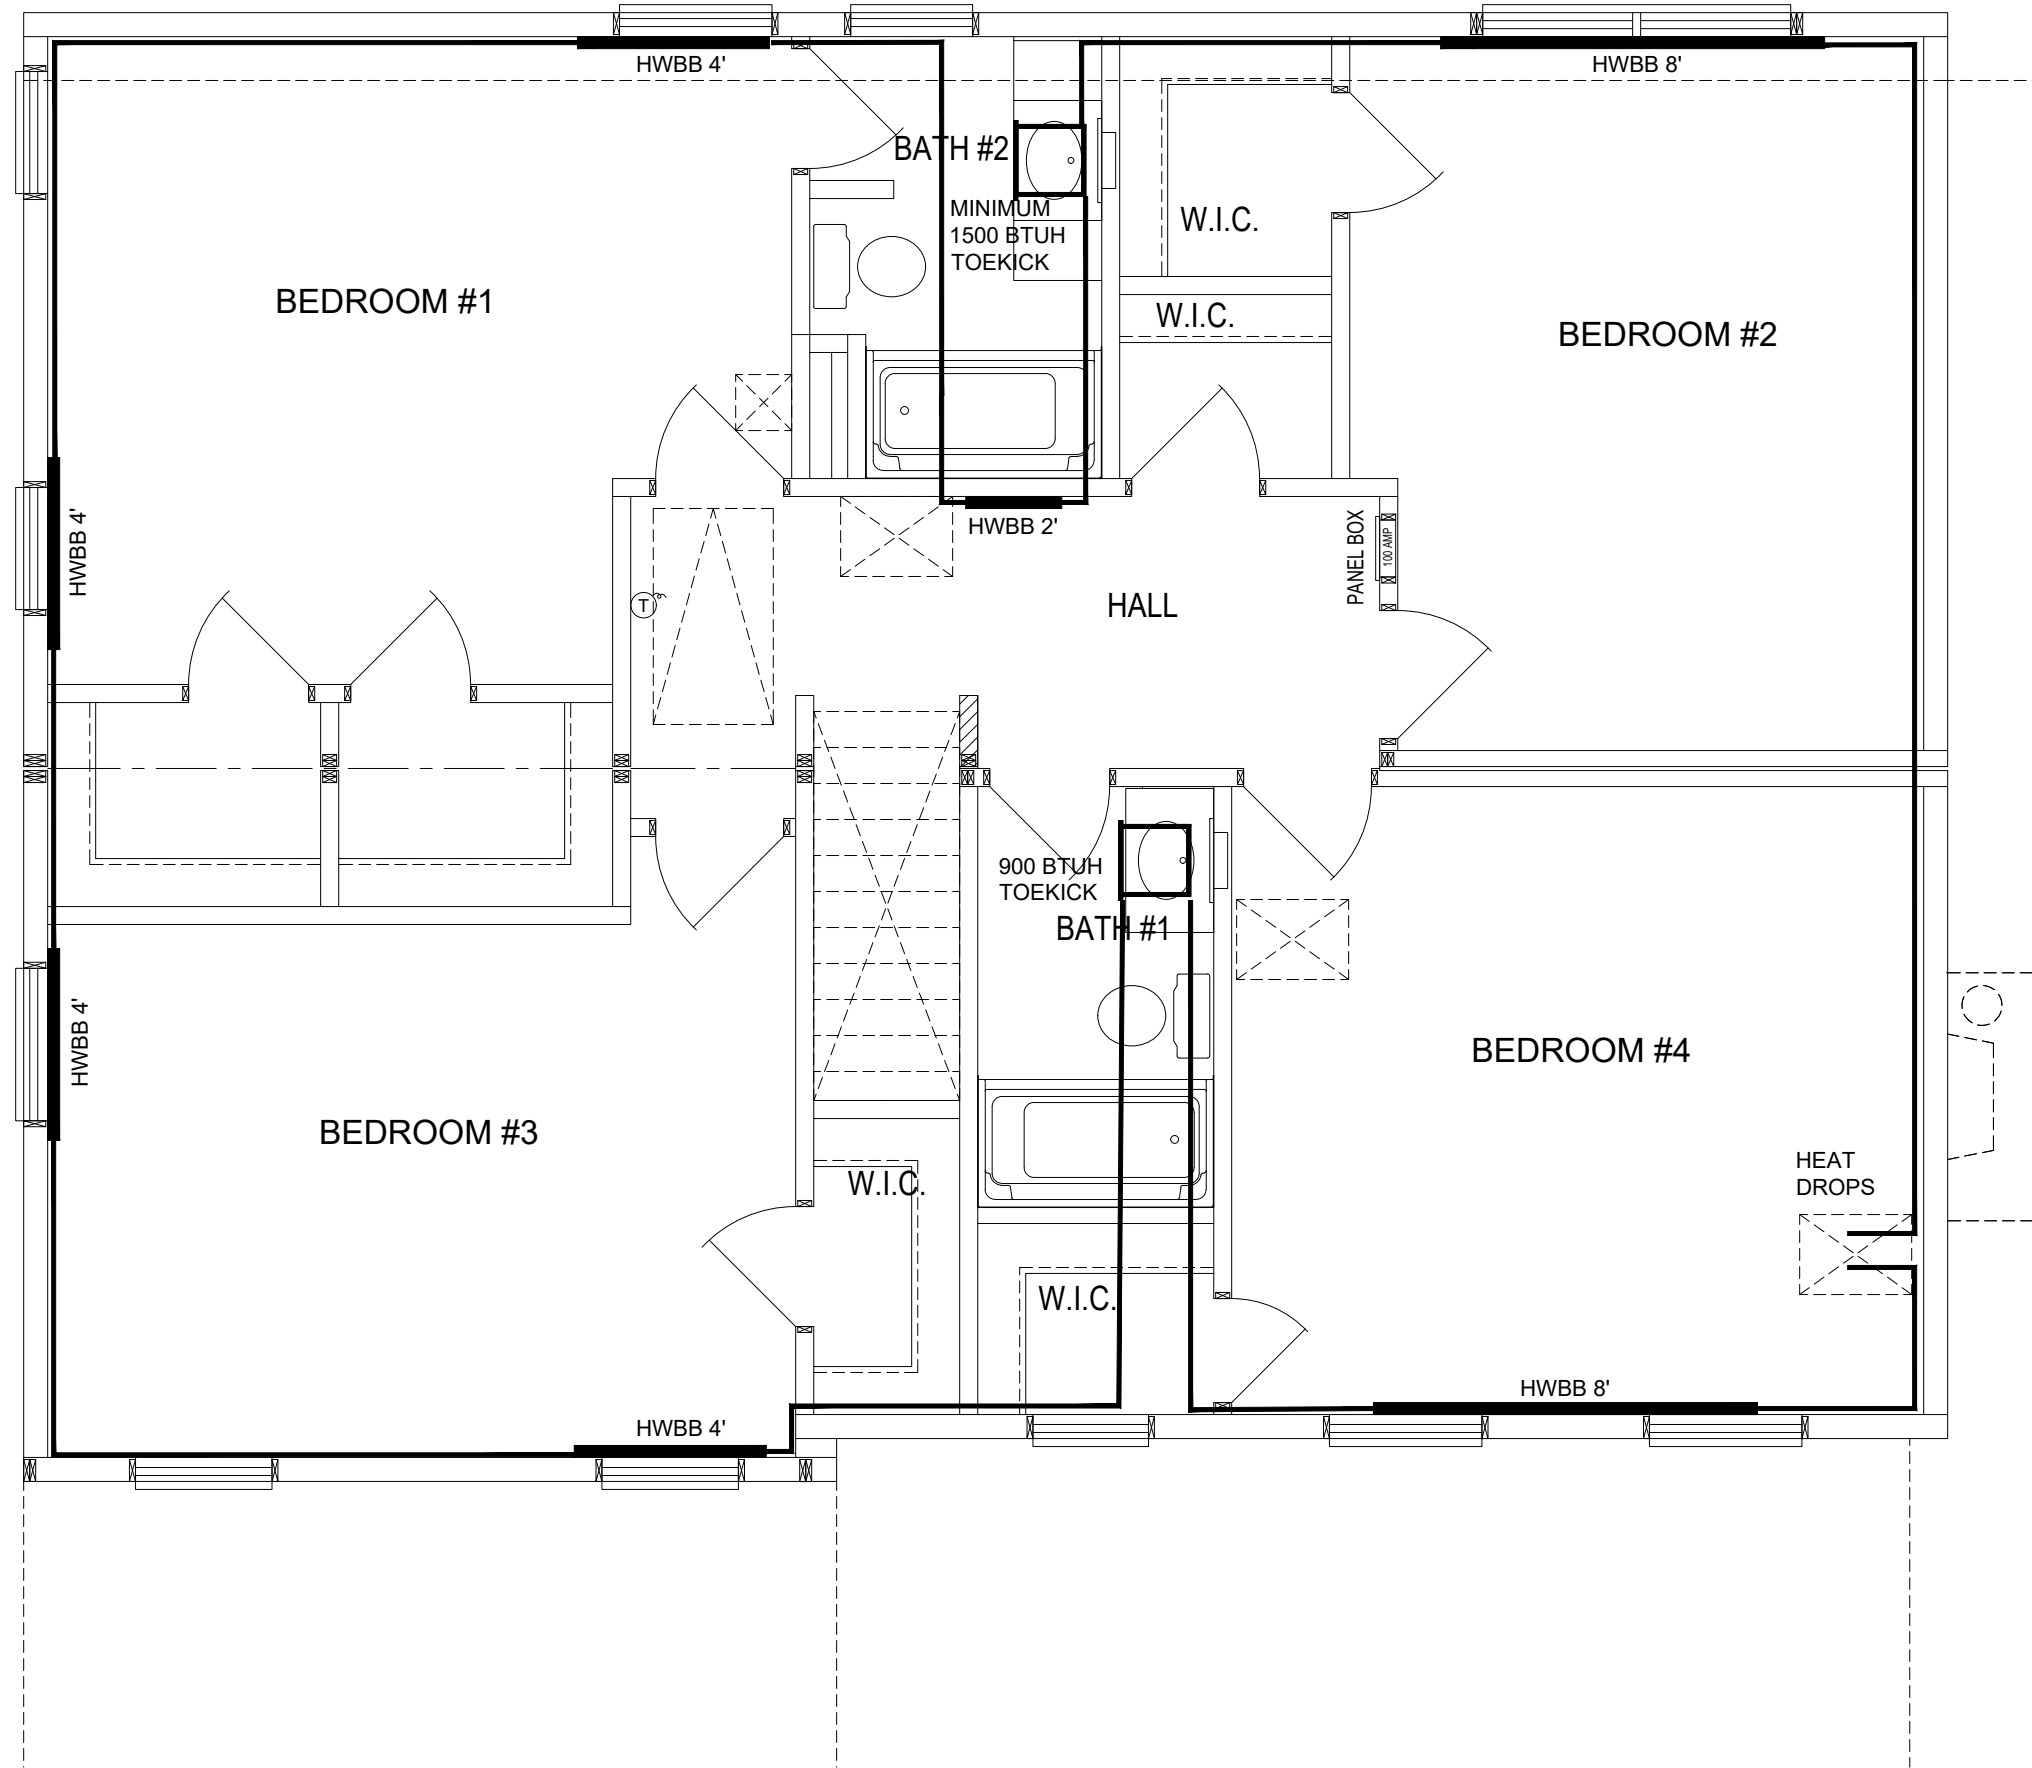 HWBB 4'
HWBB 8'
BATH #2
MINIMUM
1500 BTUH
TOEKICK
W.I.C.
BEDROOM #1
W.I.C.
BEDROOM #2
HWBB 4'
HWBB 2'
PANEL BOX
100 AMP
T
HALL
900 BTUH
TOEKICK
BATH #1
HWBB 4'
BEDROOM #4
BEDROOM #3
HEAT
DROPS
W.I.C.
W.I.C.
HWBB 8'
HWBB 4'